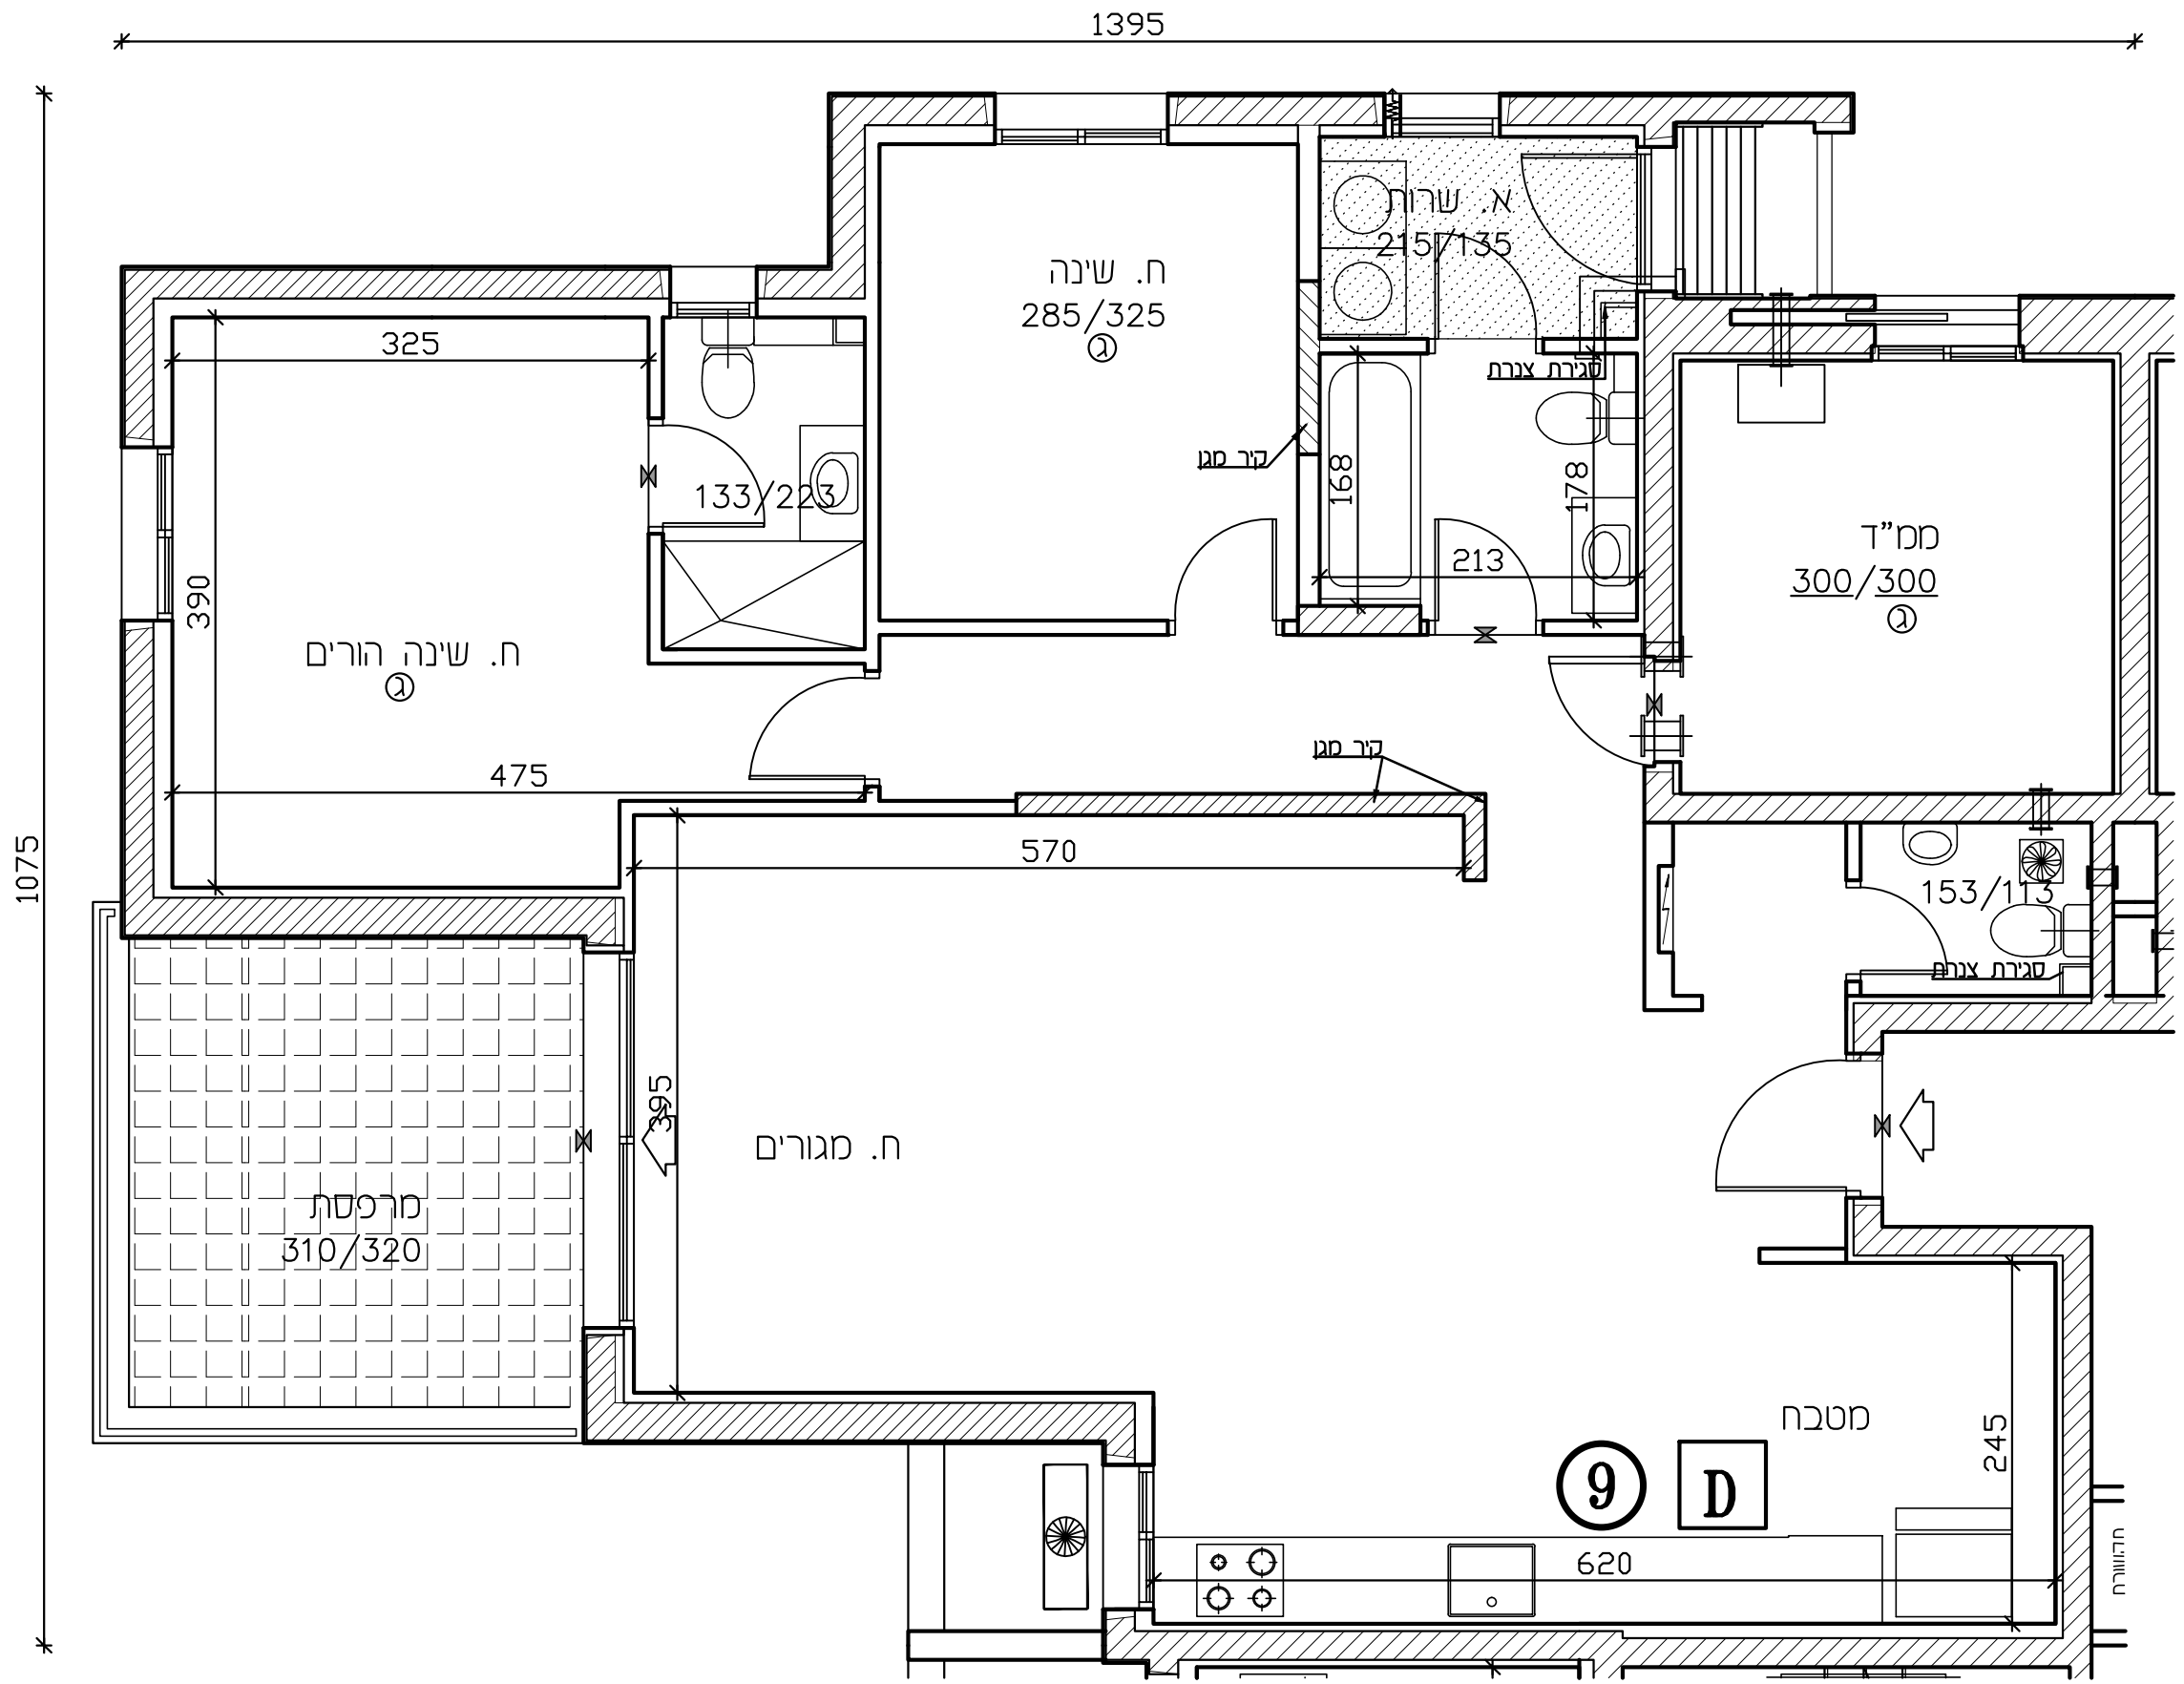 1395
א. שרות
215/135
ח. שינה
285/325
ג
325
סגירת צנרת
קיר מגן
168
178
133/223
213
ממ"ד
300/300
ג
390
ח. שינה הורים
ג
קיר מגן
475
570
1075
153/113
סגירת צנרת
395
ח. מגורים
מרפסת
310/320
מטבח
245
9
D
620